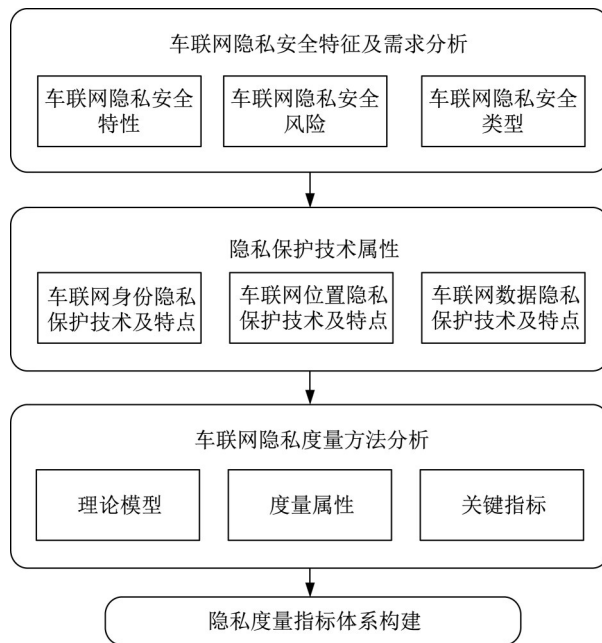 车联网隐私安全特征及需求分析
车联网隐私安全
特性
车联网隐私安全
风险
车联网隐私安全
类型
隐私保护技术属性
车联网身份隐私
保护技术及特点
车联网位置隐私
保护技术及特点
车联网数据隐私
保护技术及特点
车联网隐私度量方法分析
理论模型
度量属性
关键指标
隐私度量指标体系构建